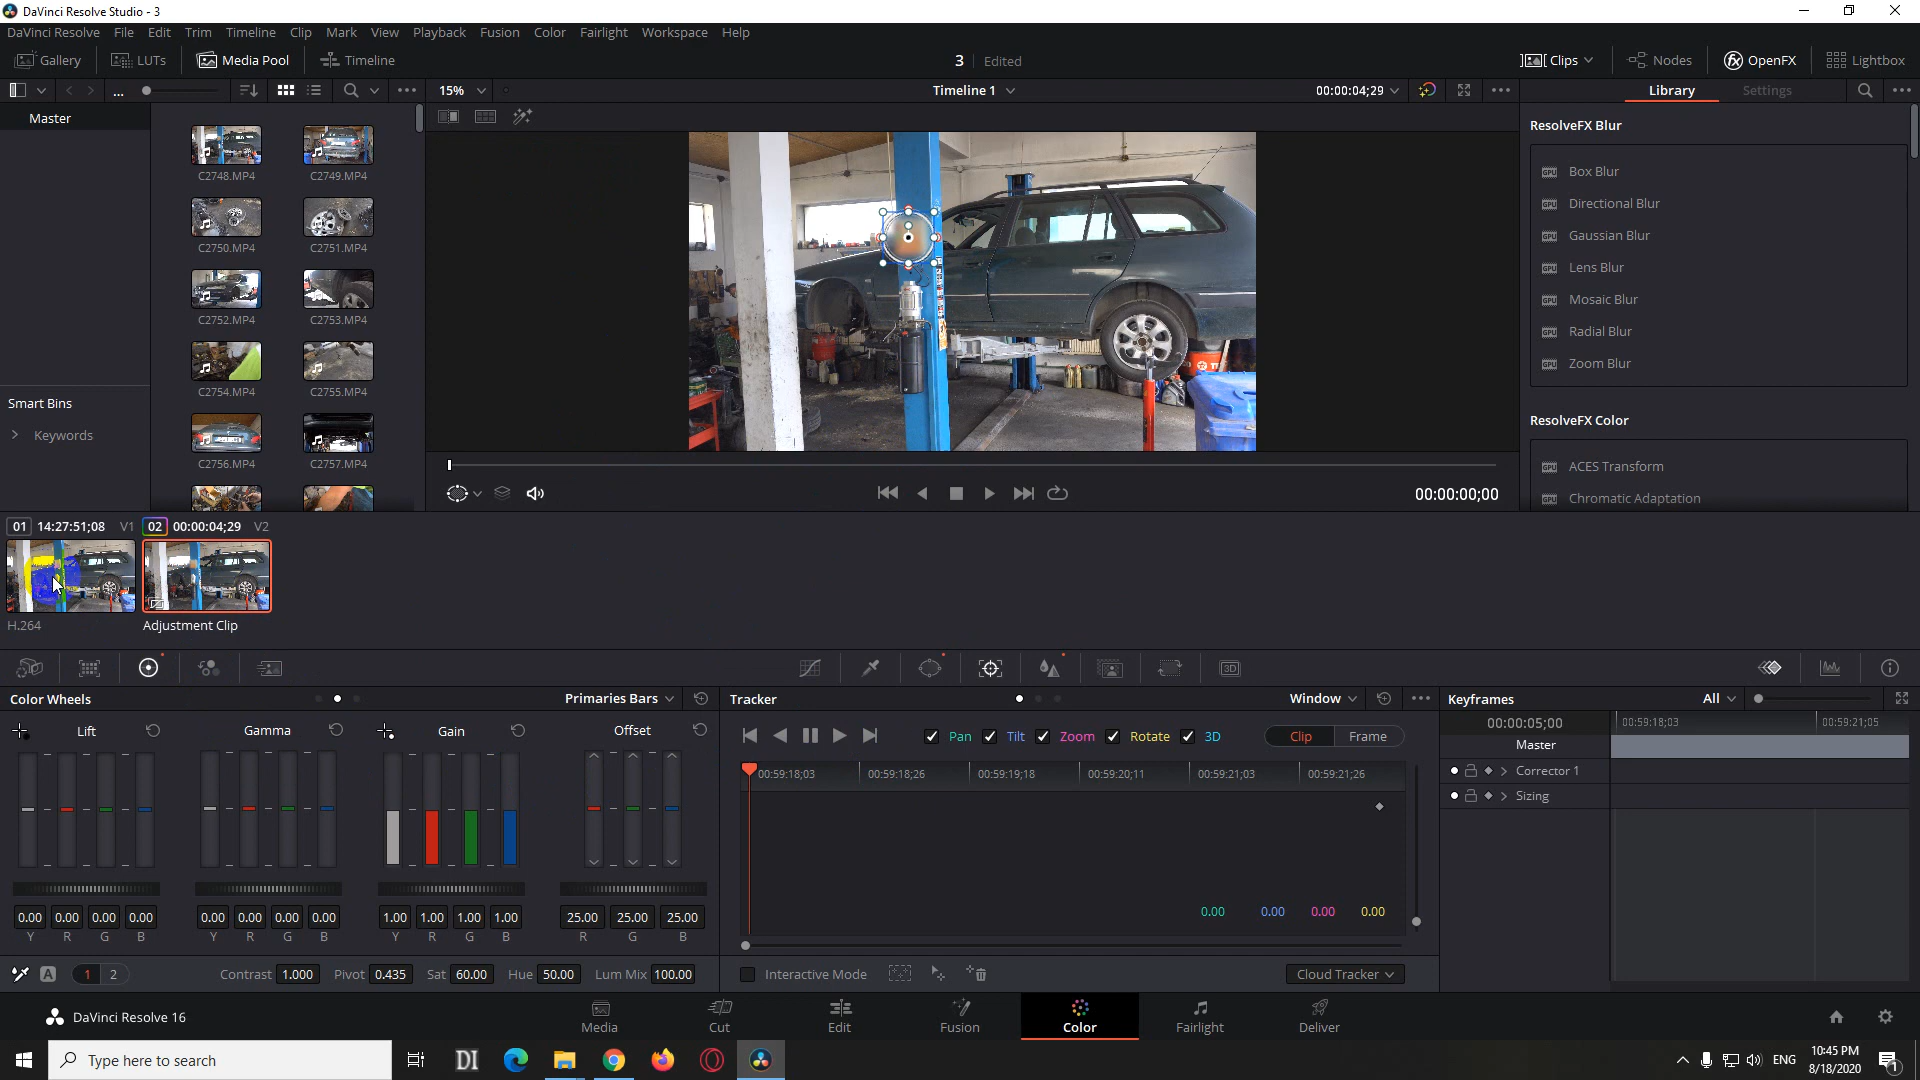 DaVinci Resolve Studio - 3
DaVinci Resolve File Edit Trim Timeline Clip Mark View Playback Fusion Color Fairlight Workspace Help
Gallery LUTs Media Pool Timeline 3 Edited Clips Nodes OpenFX Lightbox
... 15% Timeline 1 00:00:04;29 Library Settings
Master
ResolveFX Blur
C2748.MP4 C2749.MP4
Box Blur
Directional Blur
C2750.MP4 C2751.MP4
Gaussian Blur
Lens Blur
C2752.MP4 C2753.MP4
Mosaic Blur
Radial Blur
Zoom Blur
C2754.MP4 C2755.MP4
Smart Bins
ResolveFX Color
Keywords
C2756.MP4 C2757.MP4
ACES Transform
Chromatic Adaptation
00:00:00;00
01 14:27:51;08 V1 02 00:00:04;29 V2
H.264 Adjustment Clip
3D
Color Wheels Primaries Bars Tracker Window Keyframes All
Lift Gamma Gain Offset
Pan Tilt Zoom Rotate 3D Clip Frame
00:00:05;00 00:59:18;03 00:59:21;05
Master
00:59:18;03 00:59:18;26 00:59:19;18 00:59:20;11 00:59:21;03 00:59:21;26
Corrector 1
Sizing
0.00 0.00 0.00 0.00 0.00 0.00 0.00 0.00 1.00 1.00 1.00 1.00 25.00 25.00 25.00
Y R G B Y R G B Y R G B R G B
0.00 0.00 0.00 0.00
A 1 2 Contrast 1.000 Pivot 0.435 Sat 60.00 Hue 50.00 Lum Mix 100.00
Interactive Mode Cloud Tracker
DaVinci Resolve 16
Media Cut Edit Fusion Color Fairlight Deliver
Type here to search
DI
ENG
10:45 PM
8/18/2020
1